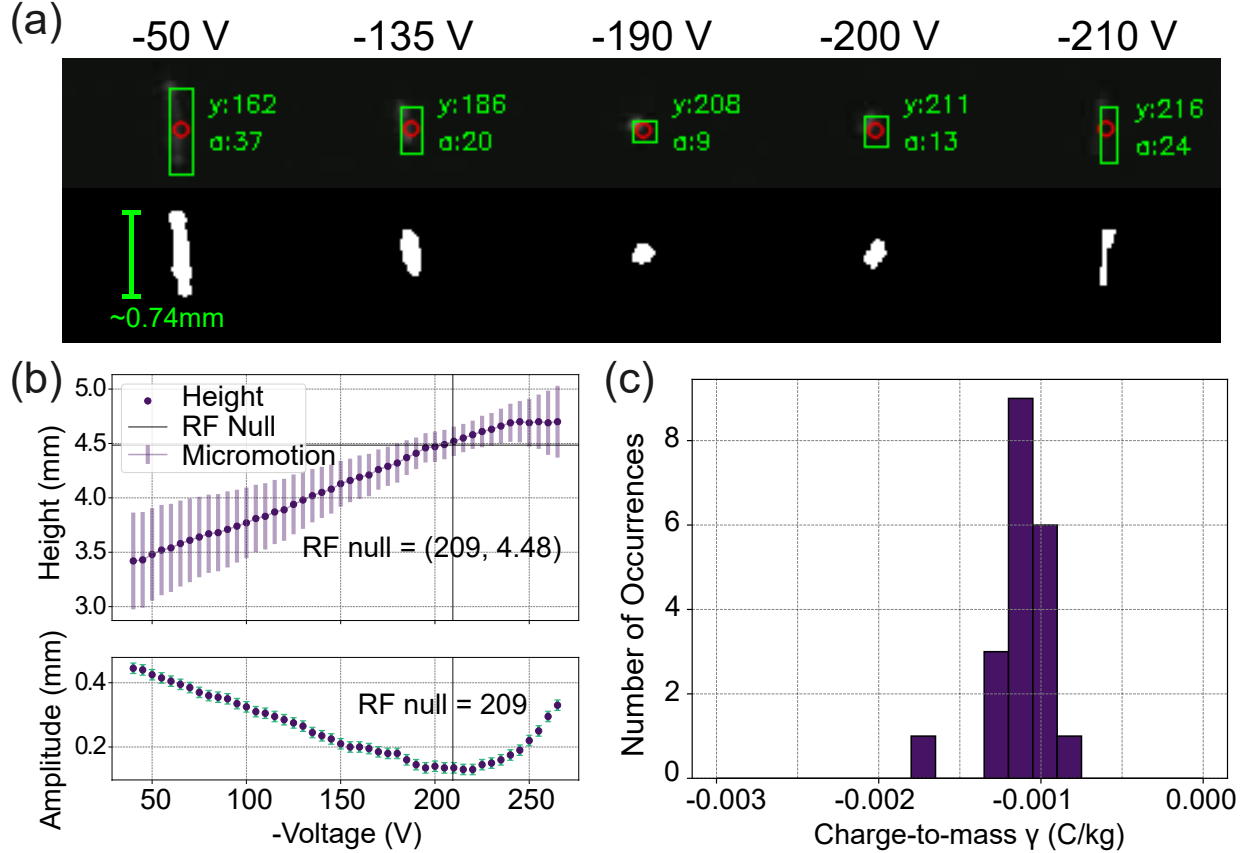 (a)
-50 V -135 V -190 V -200 V -210 V
y:162 y:186 y:208 y:211 y:216
a:37 a:20 a:9 a:13 a:24
~0.74mm
(b)
Height (mm)
5.0
4.5
4.0
3.5
3.0
Height
RF Null
Micromotion
RF null = (209, 4.48)
Amplitude (mm)
0.4
0.2
RF null = 209
50 100 150 200 250
-Voltage (V)
(c)
Number of Occurrences
8
6
4
2
0
-0.003 -0.002 -0.001 0.000
Charge-to-mass γ (C/kg)